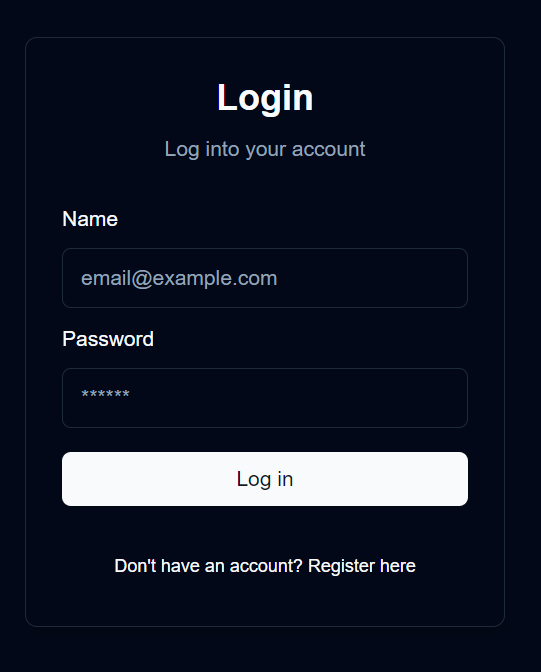 Login
Log into your account
Name
email@example.com
Password
******
Log in
Don't have an account? Register here